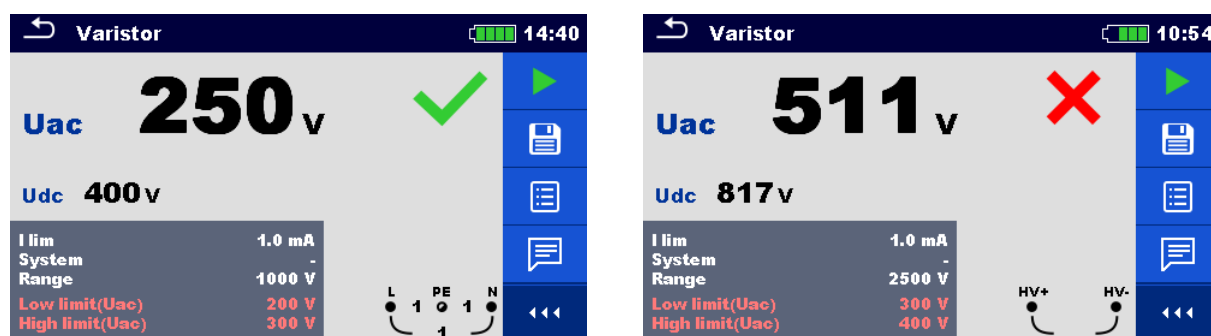 Varistor 14:40
Uac 250 V
Udc 400 V
I lim 1.0 mA
System -
Range 1000 V
Low limit(Uac) 200 V
High limit(Uac) 300 V
L PE N
1 1
1
Varistor 10:54
Uac 511 V
Udc 817 V
I lim 1.0 mA
System -
Range 2500 V
Low limit(Uac) 300 V
High limit(Uac) 400 V
HV+ HV-